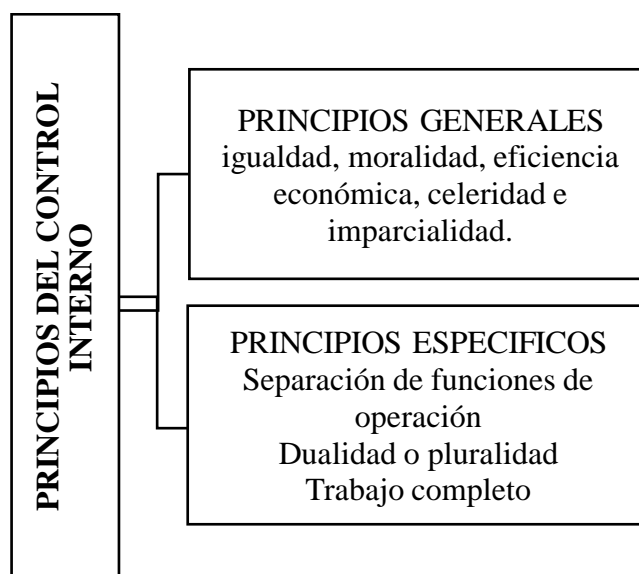 PRINCIPIOS DEL CONTROL
INTERNO
PRINCIPIOS GENERALES
igualdad, moralidad, eficiencia
económica, celeridad e
imparcialidad.
PRINCIPIOS ESPECIFICOS
Separación de funciones de
operación
Dualidad o pluralidad
Trabajo completo